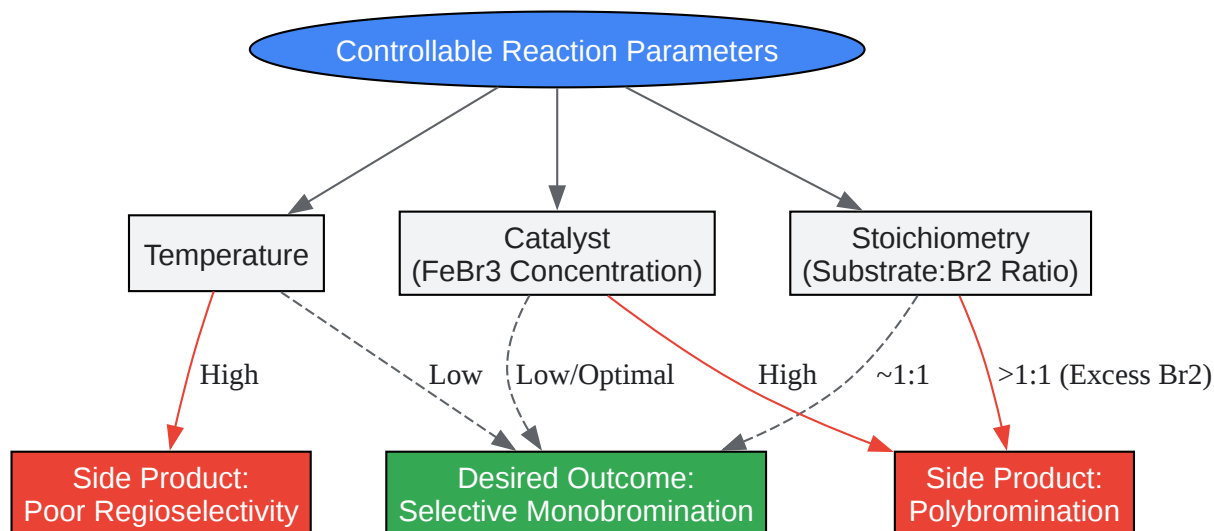 Controllable Reaction Parameters
Temperature
Catalyst
(FeBr3 Concentration)
Stoichiometry
(Substrate:Br2 Ratio)
High
Low
Low/Optimal
High
~1:1
>1:1 (Excess Br2)
Side Product:
Poor Regioselectivity
Desired Outcome:
Selective Monobromination
Side Product:
Polybromination